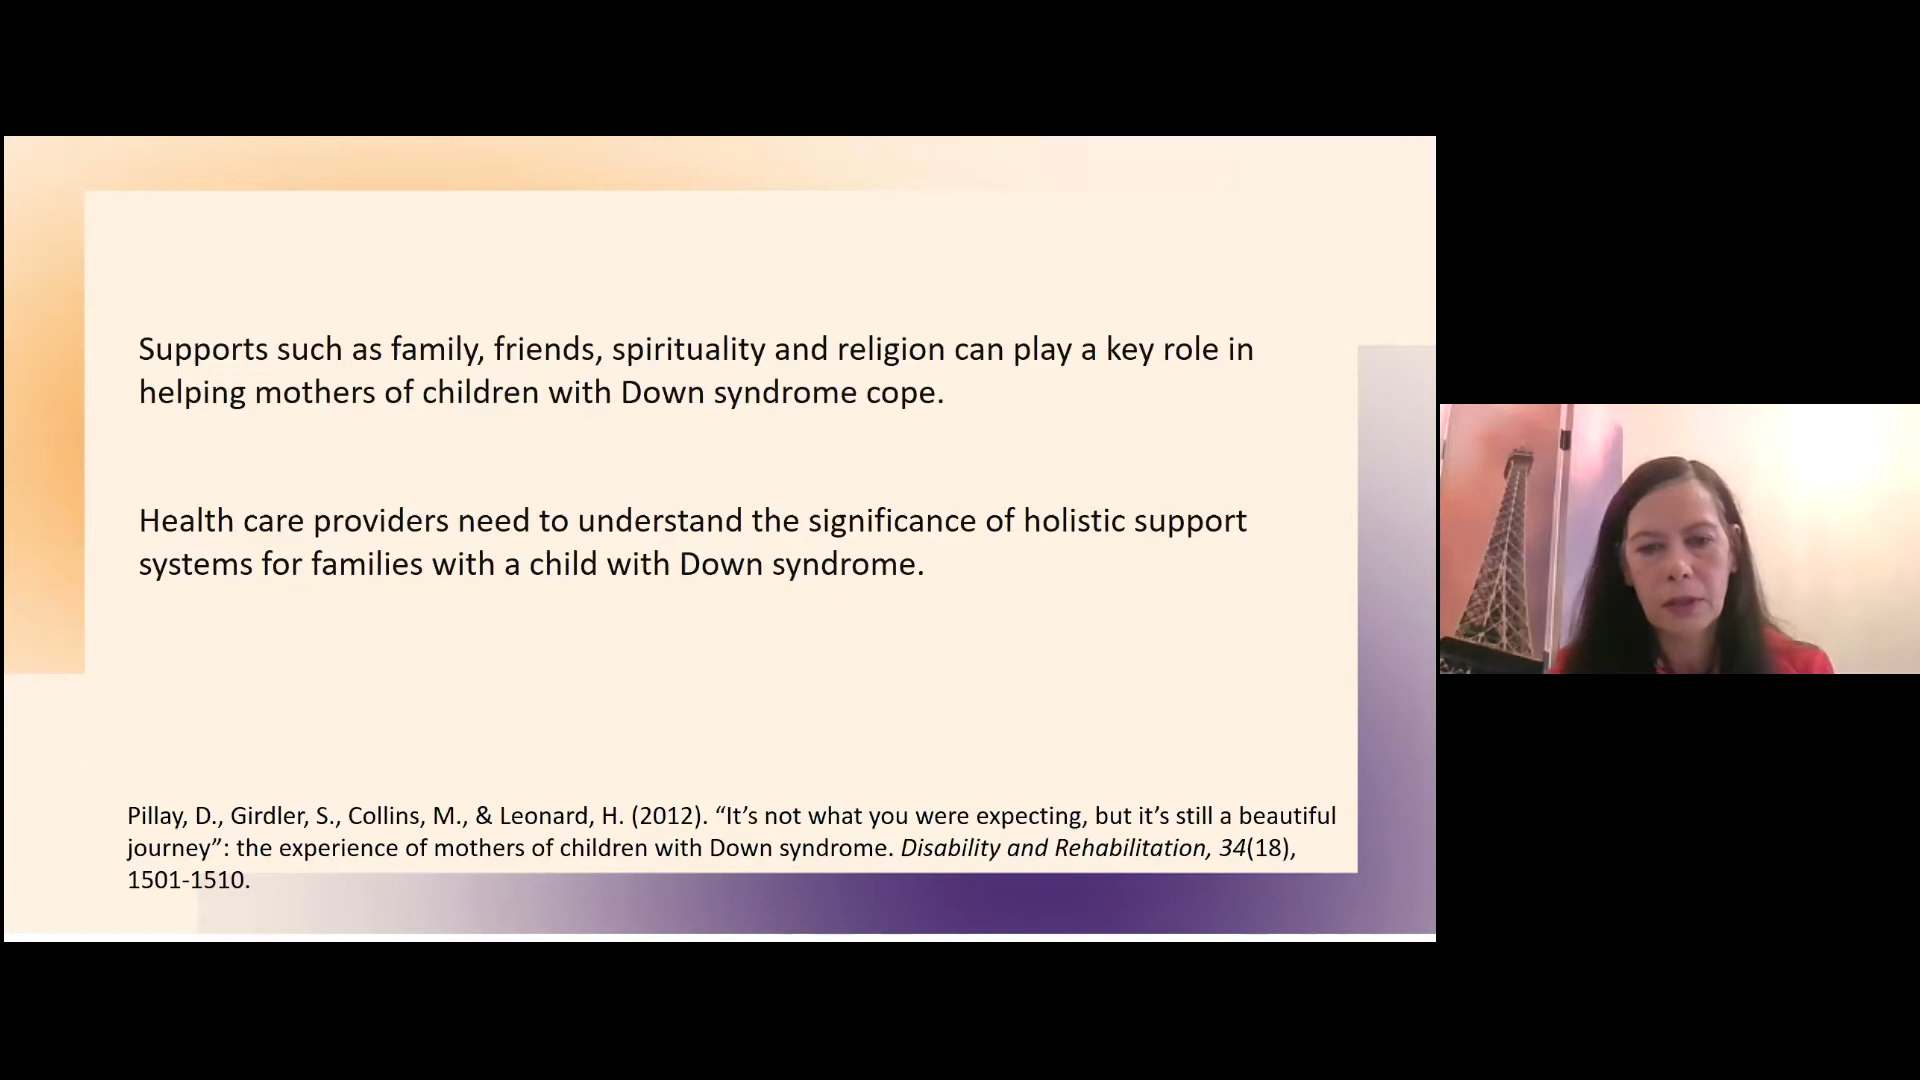 Supports such as family, friends, spirituality and religion can play a key role in
helping mothers of children with Down syndrome cope.
Health care providers need to understand the significance of holistic support
systems for families with a child with Down syndrome.
Pillay, D., Girdler, S., Collins, M., & Leonard, H. (2012). “It’s not what you were expecting, but it’s still a beautiful
journey”: the experience of mothers of children with Down syndrome. Disability and Rehabilitation, 34(18),
1501-1510.